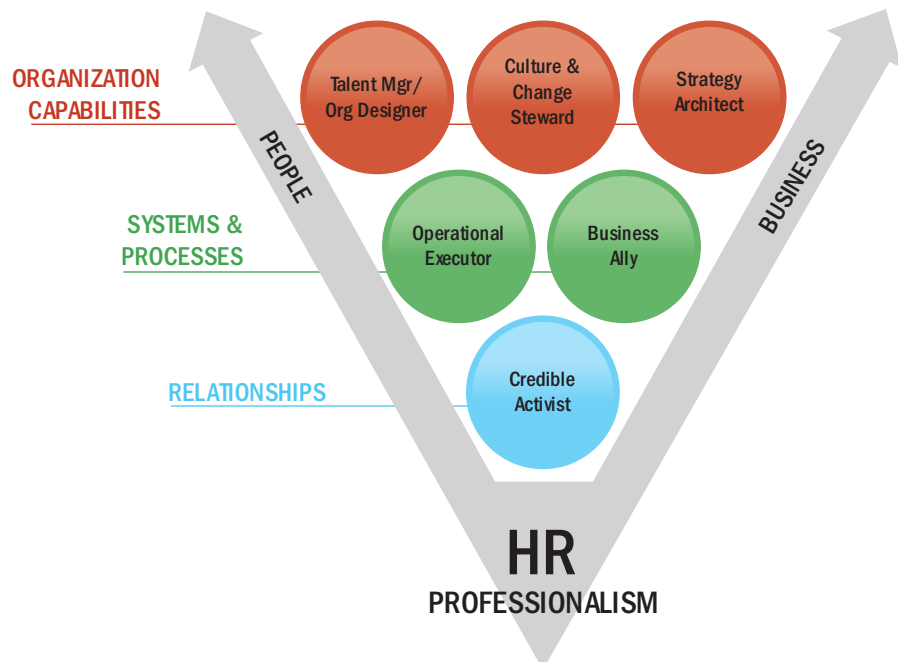 ORGANIZATION
CAPABILITIES
Talent Mgr/
Org Designer
Culture &
Change
Steward
Strategy
Architect
PEOPLE
BUSINESS
SYSTEMS &
PROCESSES
Operational
Executor
Business
Ally
RELATIONSHIPS
Credible
Activist
HR
PROFESSIONALISM